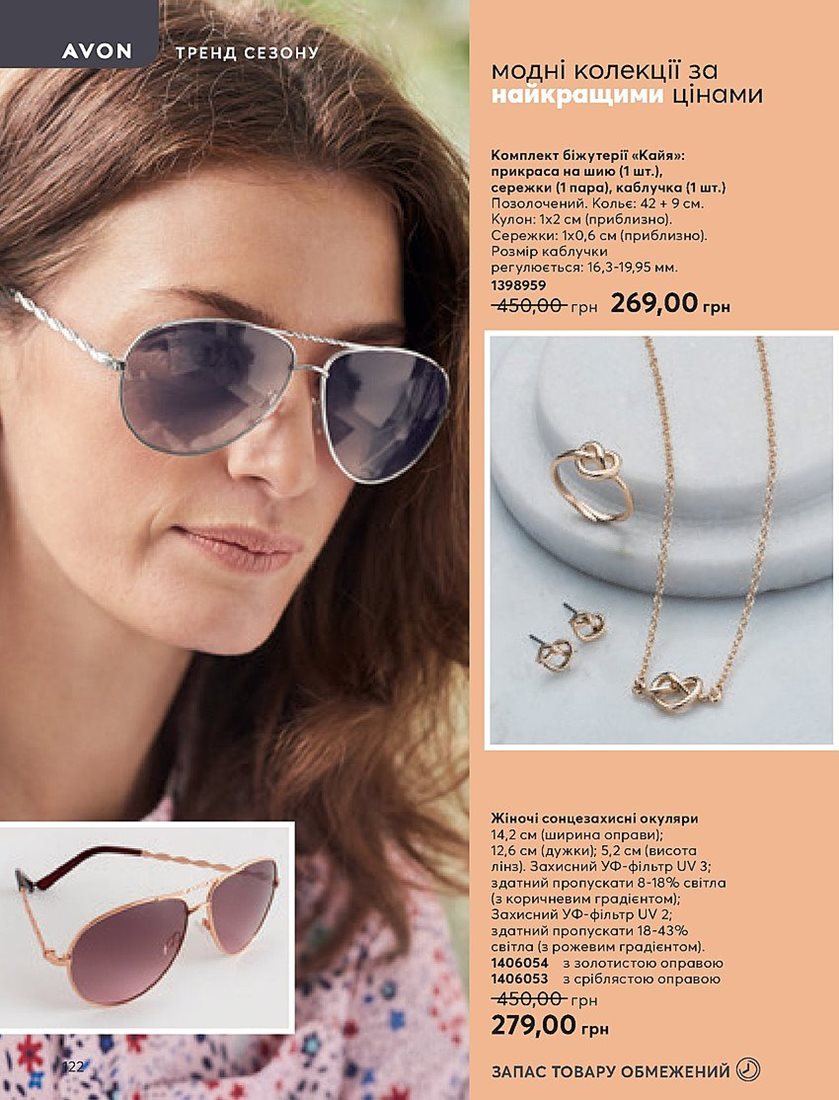 AVON
ТРЕНД СЕЗОНУ
модні колекції за
найкращими цінами
Комплект біжутерії «Кайя»:
прикраса на шию (1 шт.),
сережки (1 пара), каблучка (1 шт.)
Позолочений. Кольє: 42 + 9 см.
Кулон: 1х2 см (приблизно).
Сережки: 1х0,6 см (приблизно).
Розмір каблучки
регулюється: 16,3-19,95 мм.
1398959
450,00 грн 269,00 грн
Жіночі сонцезахисні окуляри
14,2 см (ширина оправи);
12,6 см (дужки); 5,2 см (висота
лінз). Захисний УФ-фільтр UV 3;
здатний пропускати 8-18% світла
(з коричневим градієнтом);
Захисний УФ-фільтр UV 2;
здатний пропускати 18-43%
світла (з рожевим градієнтом).
1406054 з золотистою оправою
1406053 з сріблястою оправою
450,00 грн
279,00 грн
ЗАПАС ТОВАРУ ОБМЕЖЕНИЙ
122